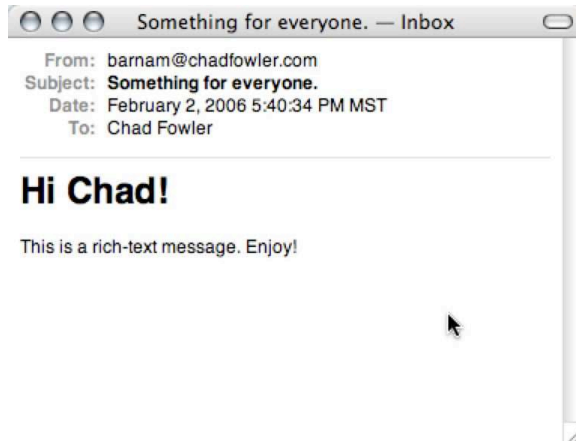 Something for everyone. — Inbox
From: barnam@chadfowler.com
Subject: Something for everyone.
Date: February 2, 2006 5:40:34 PM MST
To: Chad Fowler
Hi Chad!
This is a rich-text message. Enjoy!